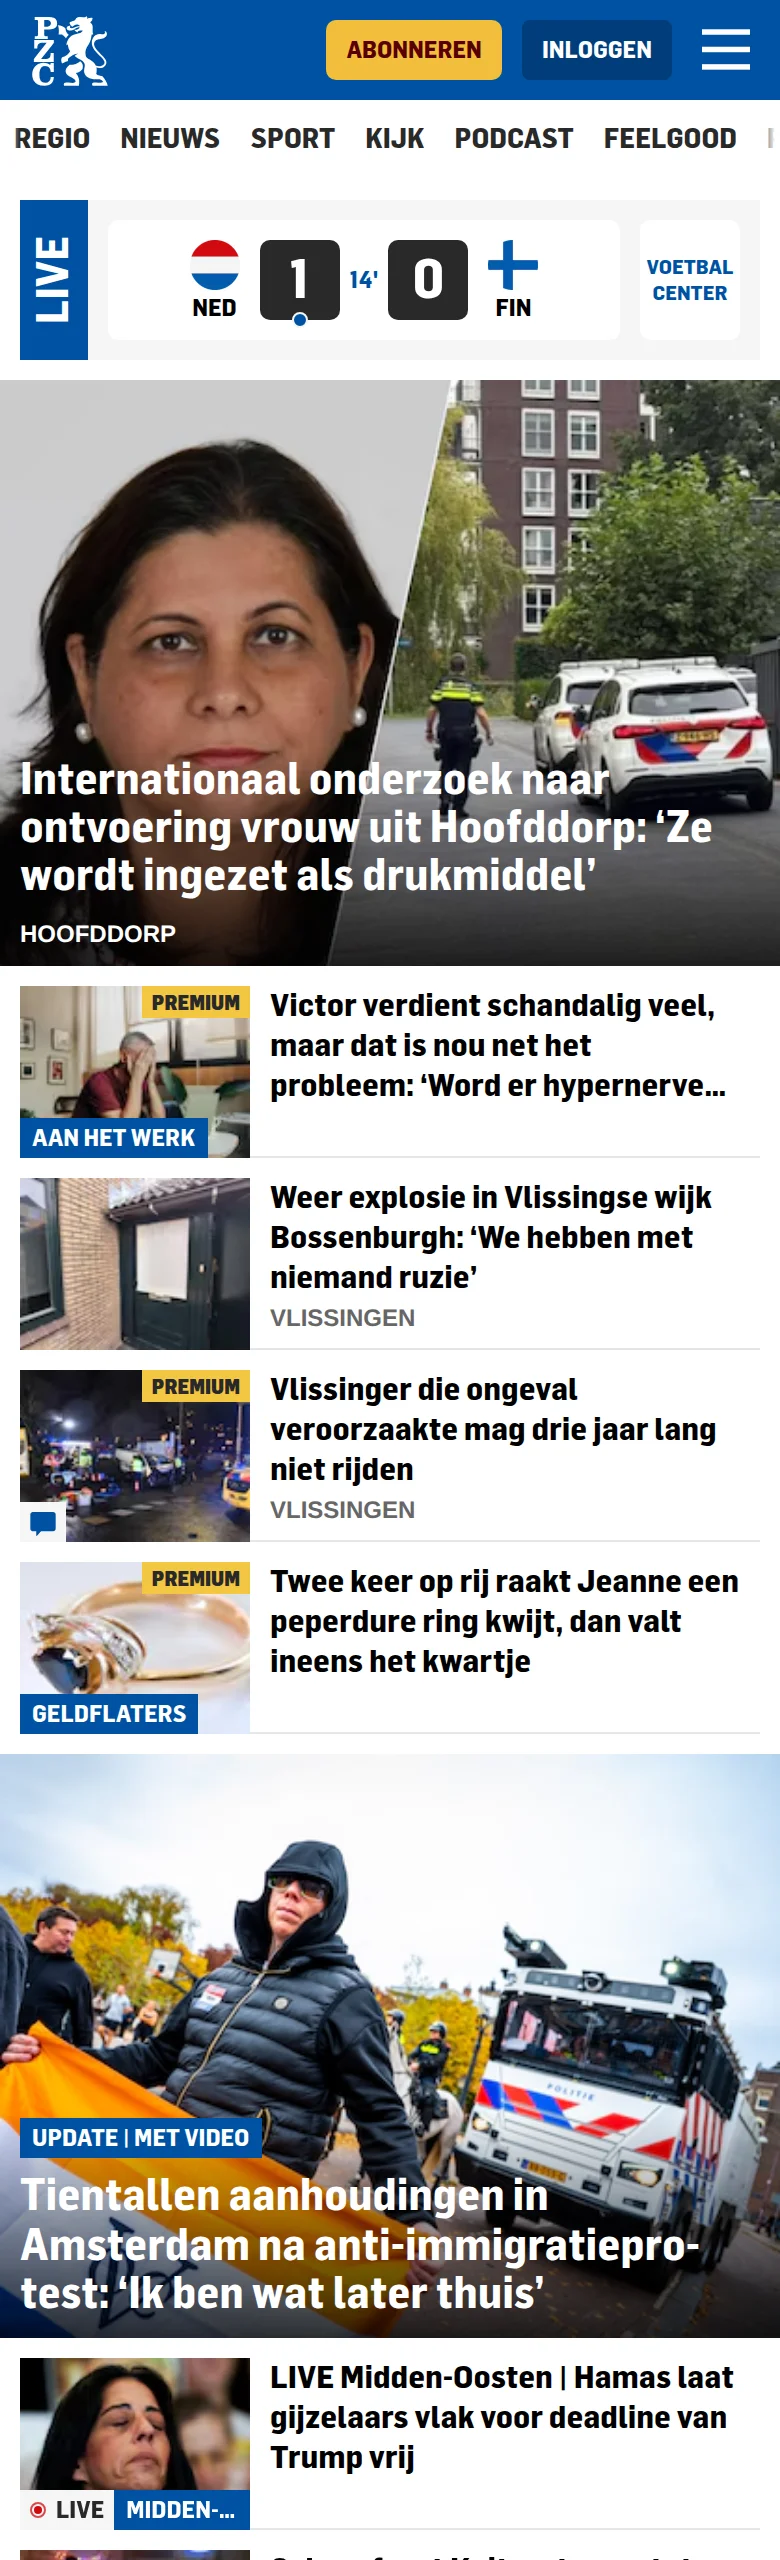 PZC
ABONNEREN
INLOGGEN
REGIO NIEUWS SPORT KIJK PODCAST FEELGOOD
LIVE
NED
1
14'
0
FIN
VOETBAL
CENTER
Internationaal onderzoek naar
ontvoering vrouw uit Hoofddorp: ‘Ze
wordt ingezet als drukmiddel’
HOOFDDORP
PREMIUM
AAN HET WERK
Victor verdient schandalig veel,
maar dat is nou net het
probleem: ‘Word er hypernerve...
Weer explosie in Vlissingse wijk
Bossenburgh: ‘We hebben met
niemand ruzie’
VLISSINGEN
PREMIUM
Vlissinger die ongeval
veroorzaakte mag drie jaar lang
niet rijden
VLISSINGEN
PREMIUM
GELDFLATERS
Twee keer op rij raakt Jeanne een
peperdure ring kwijt, dan valt
ineens het kwartje
POLITIE
UPDATE | MET VIDEO
Tientallen aanhoudingen in
Amsterdam na anti-immigratiepro-
test: ‘Ik ben wat later thuis’
LIVE
MIDDEN-...
LIVE Midden-Oosten | Hamas laat
gijzelaars vlak voor deadline van
Trump vrij